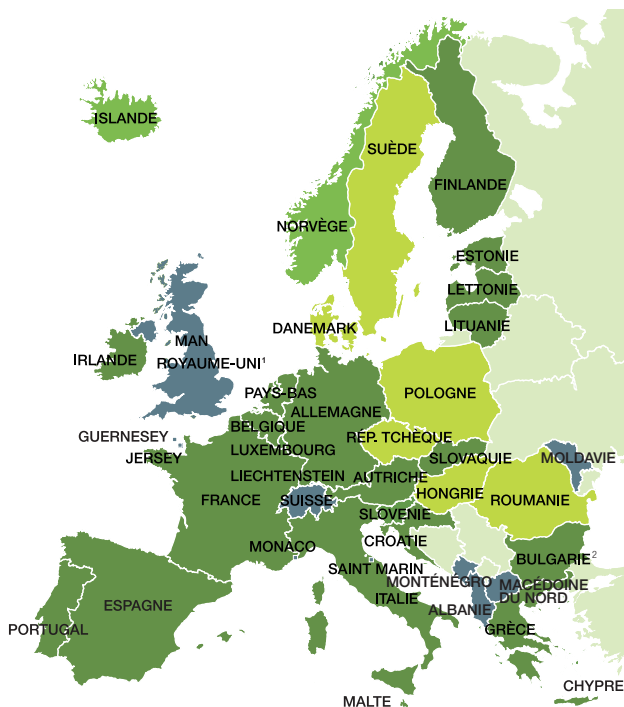 ISLANDE
SUÈDE
FINLANDE
NORVÈGE
ESTONIE
LETTONIE
LITUANIE
DANEMARK
MAN
ROYAUME-UNI¹
IRLANDE
PAYS-BAS
POLOGNE
ALLEMAGNE
BELGIQUE
GUERNESEY
RÉP. TCHÈQUE
LUXEMBOURG
JERSEY
SLOVAQUIE
MOLDAVIE
LIECHTENSTEIN
AUTRICHE
FRANCE
SUISSE
HONGRIE
ROUMANIE
SLOVENIE
CROATIE
MONACO
BULGARIE²
SAINT MARIN
MONTÉNÉGRO
MACÉDOINE
DU NORD
ITALIE
ESPAGNE
ALBANIE
PORTUGAL
GRÈCE
CHYPRE
MALTE